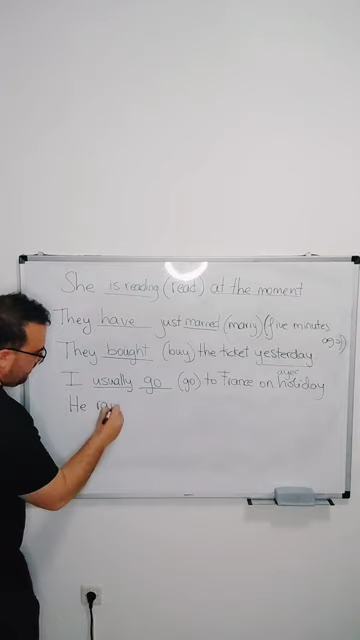 She is reading (read) at the moment
They have just married (marry) (five minutes ago)
They bought (buy) the ticket yesterday
ayer
I usually go (go) to France on holiday
He